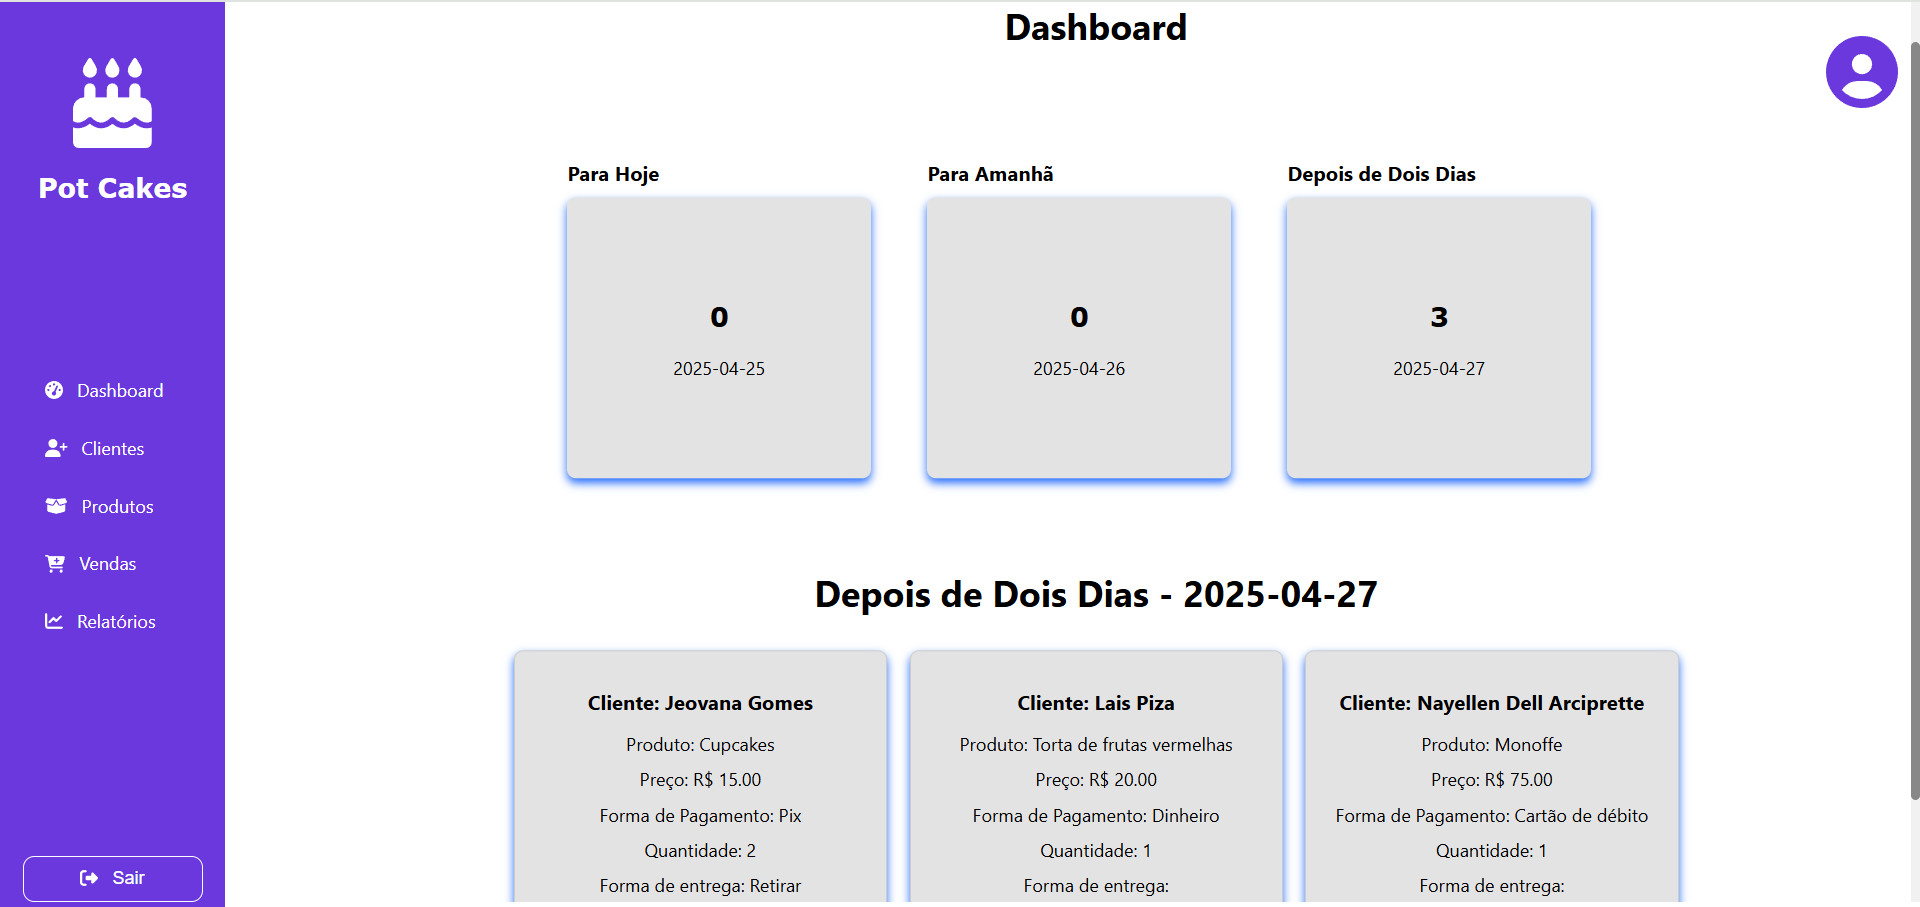 Pot Cakes
Dashboard
Clientes
Produtos
Vendas
Relatórios
Sair
Dashboard
Para Hoje
0
2025-04-25
Para Amanhã
0
2025-04-26
Depois de Dois Dias
3
2025-04-27
Depois de Dois Dias - 2025-04-27
Cliente: Jeovana Gomes
Produto: Cupcakes
Preço: R$ 15.00
Forma de Pagamento: Pix
Quantidade: 2
Forma de entrega: Retirar
Cliente: Lais Piza
Produto: Torta de frutas vermelhas
Preço: R$ 20.00
Forma de Pagamento: Dinheiro
Quantidade: 1
Forma de entrega:
Cliente: Nayellen Dell Arciprette
Produto: Monoffe
Preço: R$ 75.00
Forma de Pagamento: Cartão de débito
Quantidade: 1
Forma de entrega: